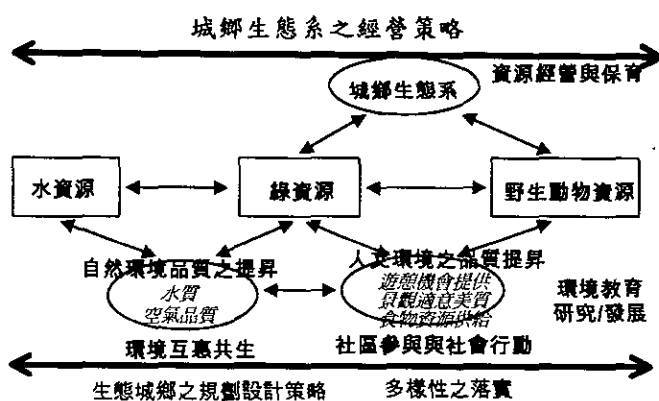 城鄉生態系之經營策略
資源經營與保育
城鄉生態系
水資源
綠資源
野生動物資源
自然環境品質之提昇
水質
空氣品質
人文環境之品質提昇
遊憩機會提供
景觀適意美質
食物資源供給
環境教育
研究/發展
環境互惠共生
社區參與與社會行動
生態城鄉之規劃設計策略
多樣性之落實